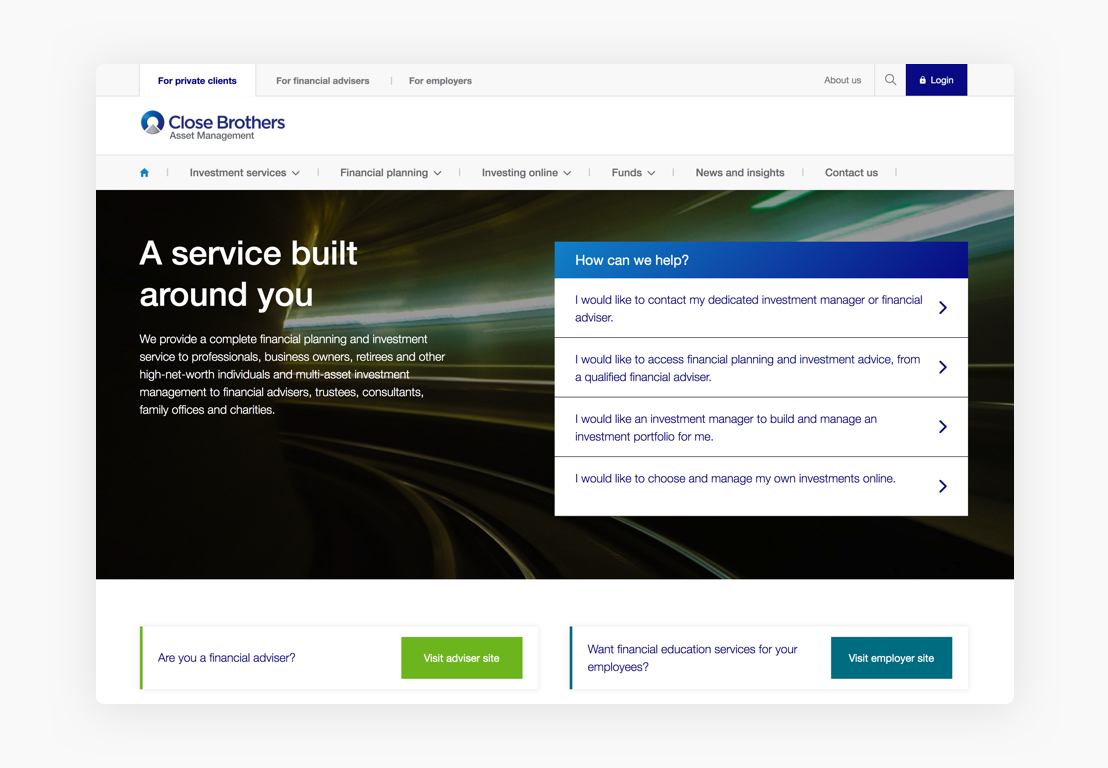 For private clients
For financial advisers
For employers
About us
Login
Close Brothers
Asset Management
Investment services
Financial planning
Investing online
Funds
News and insights
Contact us
A service built
around you
We provide a complete financial planning and investment
service to professionals, business owners, retirees and other
high-net-worth individuals and multi-asset investment
management to financial advisers, trustees, consultants,
family offices and charities.
How can we help?
I would like to contact my dedicated investment manager or financial
adviser.
I would like to access financial planning and investment advice, from
a qualified financial adviser.
I would like an investment manager to build and manage an
investment portfolio for me.
I would like to choose and manage my own investments online.
Are you a financial adviser?
Visit adviser site
Want financial education services for your
employees?
Visit employer site